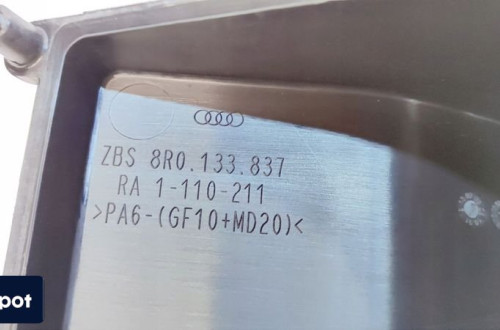 ZBS 8R0.133.837
RA 1-110-211
>PA6-(GF10+MD20)<
pot